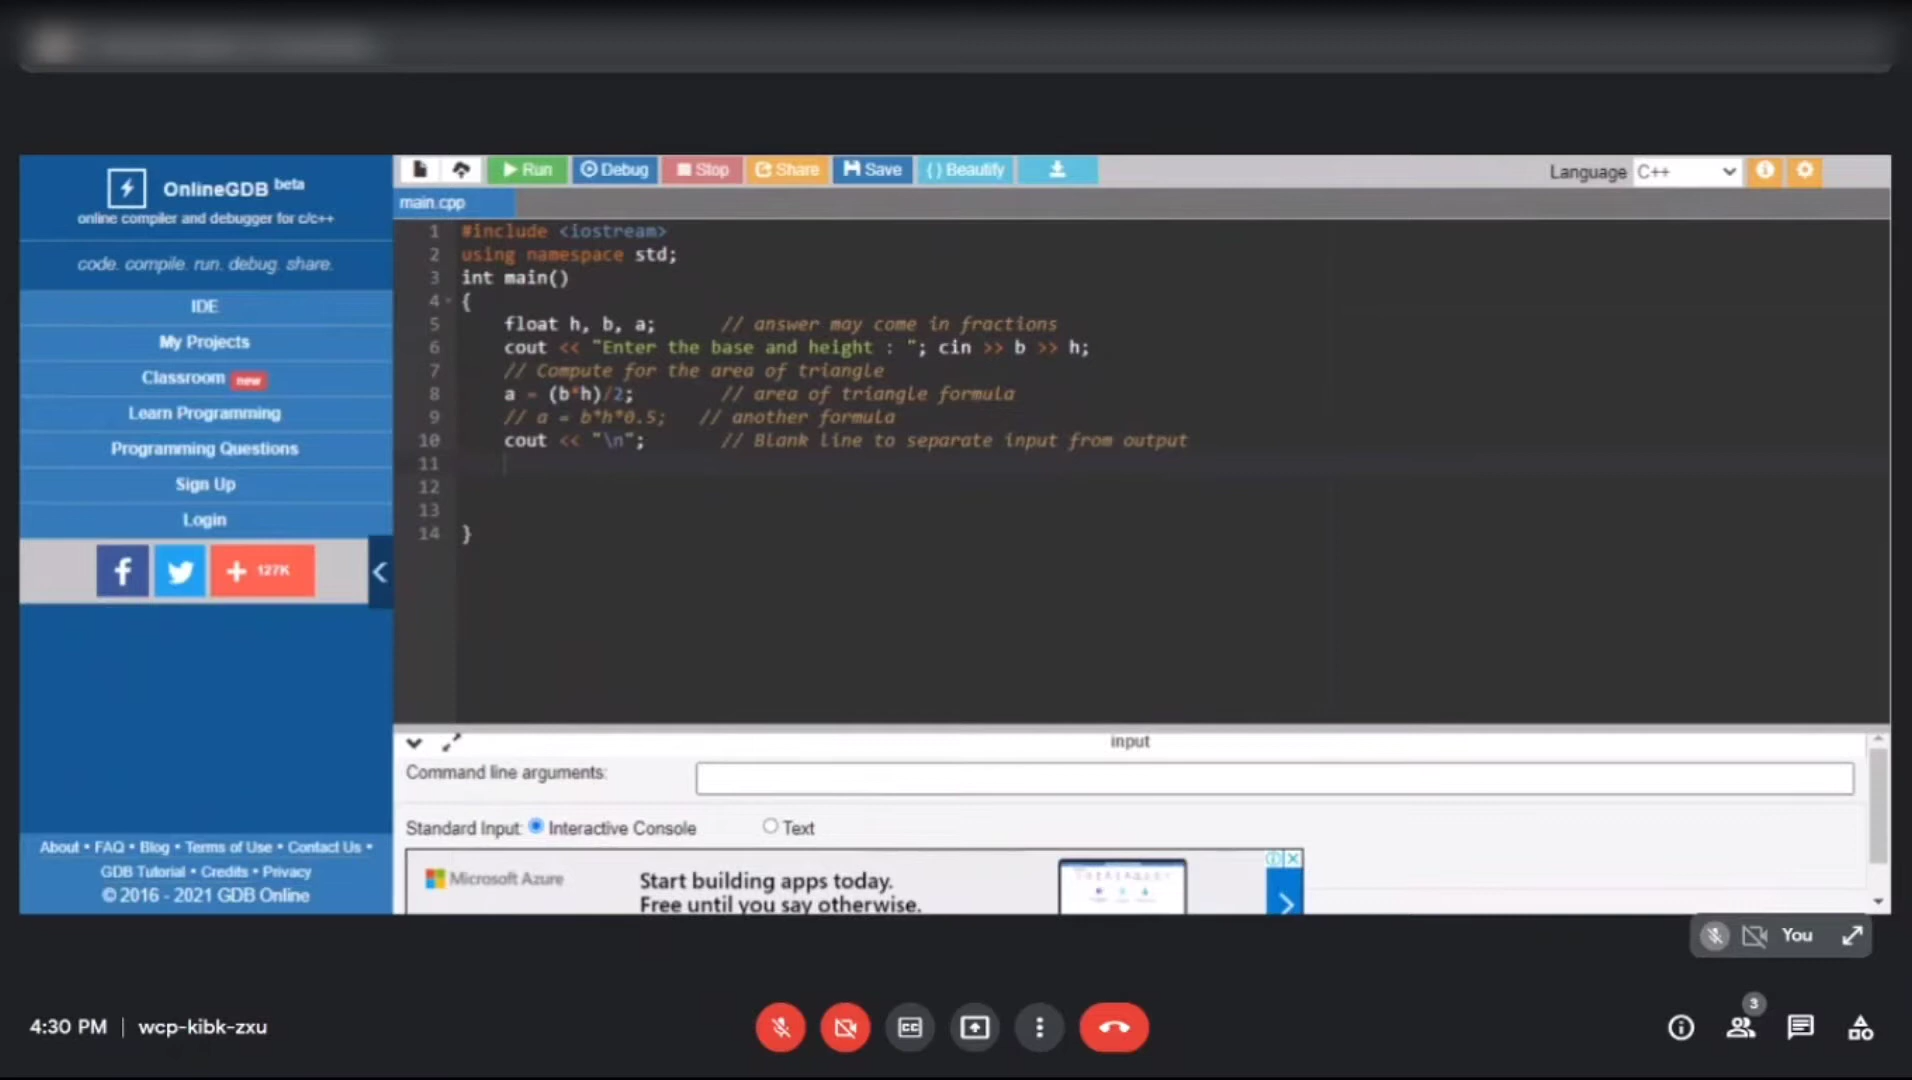 OnlineGDB beta
online compiler and debugger for c/c++
code. compile. run. debug. share.
IDE
My Projects
Classroom new
Learn Programming
Programming Questions
Sign Up
Login
+ 127K
About • FAQ • Blog • Terms of Use • Contact Us •
GDB Tutorial • Credits • Privacy
© 2016 - 2021 GDB Online
Run Debug Stop Share Save { } Beautify
Language C++
main.cpp
1 #include <iostream>
2 using namespace std;
3 int main()
4 {
5 float h, b, a; // answer may come in fractions
6 cout << "Enter the base and height : "; cin >> b >> h;
7 // Compute for the area of triangle
8 a = (b*h)/2; // area of triangle formula
9 // a = b*h*0.5; // another formula
10 cout << "\n"; // Blank Line to separate input from output
11
12
13
14 }
input
Command line arguments:
Standard Input: Interactive Console Text
Microsoft Azure
Start building apps today.
Free until you say otherwise.
You
4:30 PM | wcp-kibk-zxu
CC
3